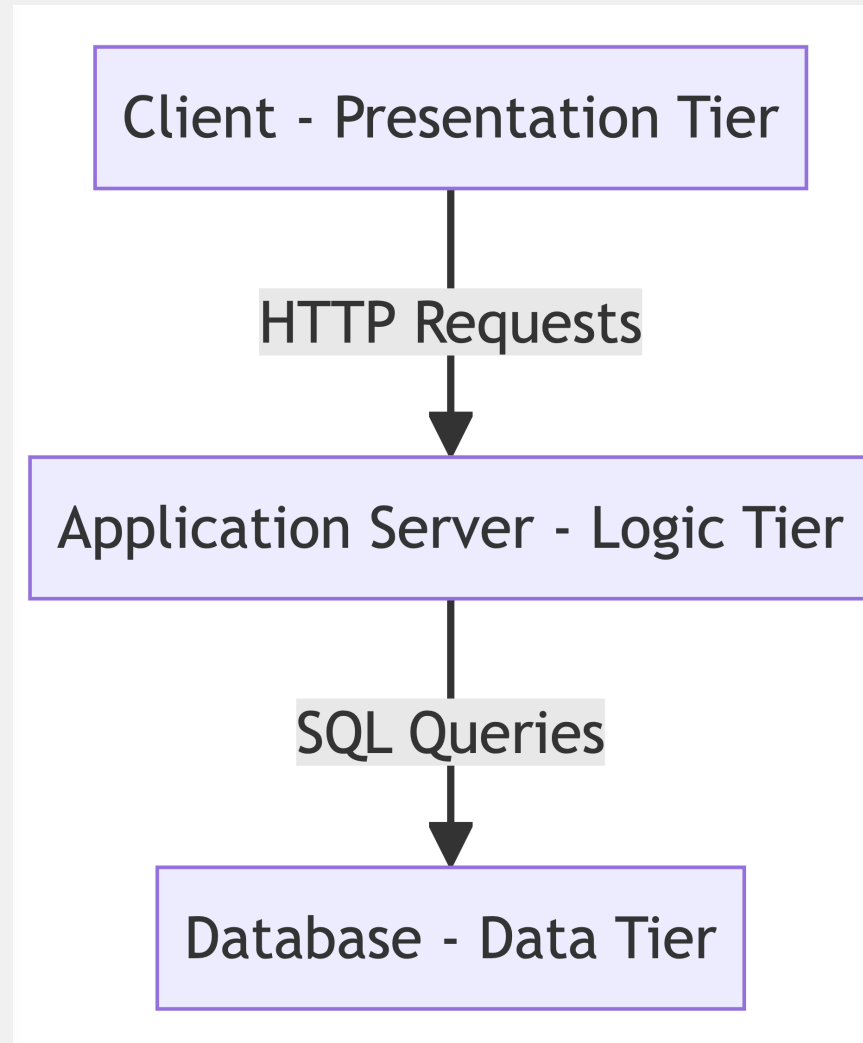 Client - Presentation Tier
HTTP Requests
Application Server - Logic Tier
SQL Queries
Database - Data Tier